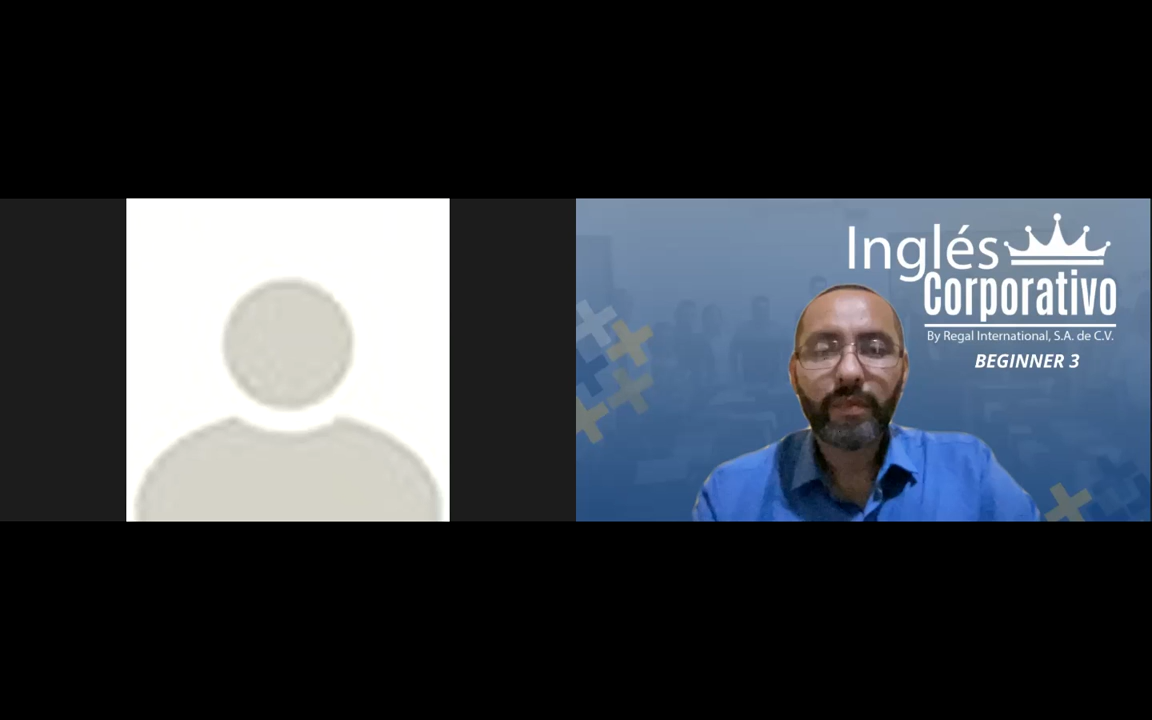 Inglés
Corporativo
By Regal International, S.A. de C.V.
BEGINNER 3